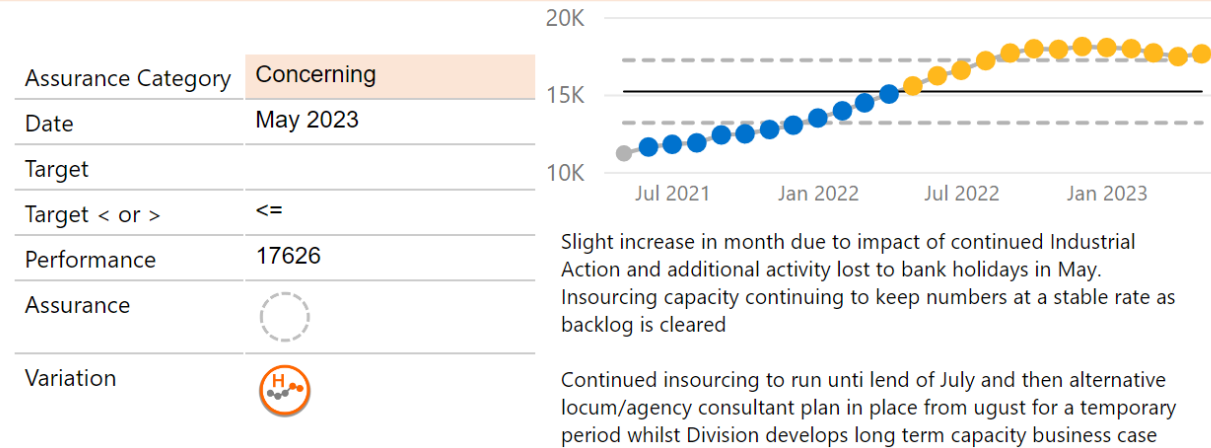 20K
15K
10K
Jul 2021 Jan 2022 Jul 2022 Jan 2023
Assurance Category Concerning
Date May 2023
Target
Target < or > <=
Performance 17626
Assurance
Variation H
Slight increase in month due to impact of continued Industrial
Action and additional activity lost to bank holidays in May.
Insourcing capacity continuing to keep numbers at a stable rate as
backlog is cleared
Continued insourcing to run unti lend of July and then alternative
locum/agency consultant plan in place from ugust for a temporary
period whilst Division develops long term capacity business case